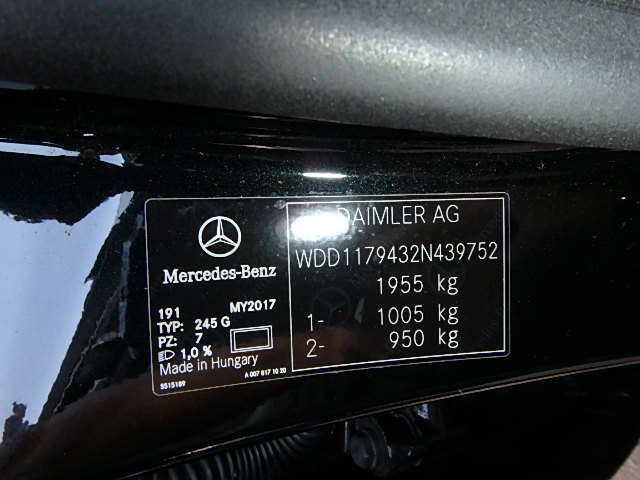 Mercedes-Benz
191 MY2017
TYP: 245 G
PZ: 7
1,0 %
Made in Hungary
5515189 A 007 817 10 20
DAIMLER AG
WDD1179432N439752
1955 kg
1- 1005 kg
2- 950 kg